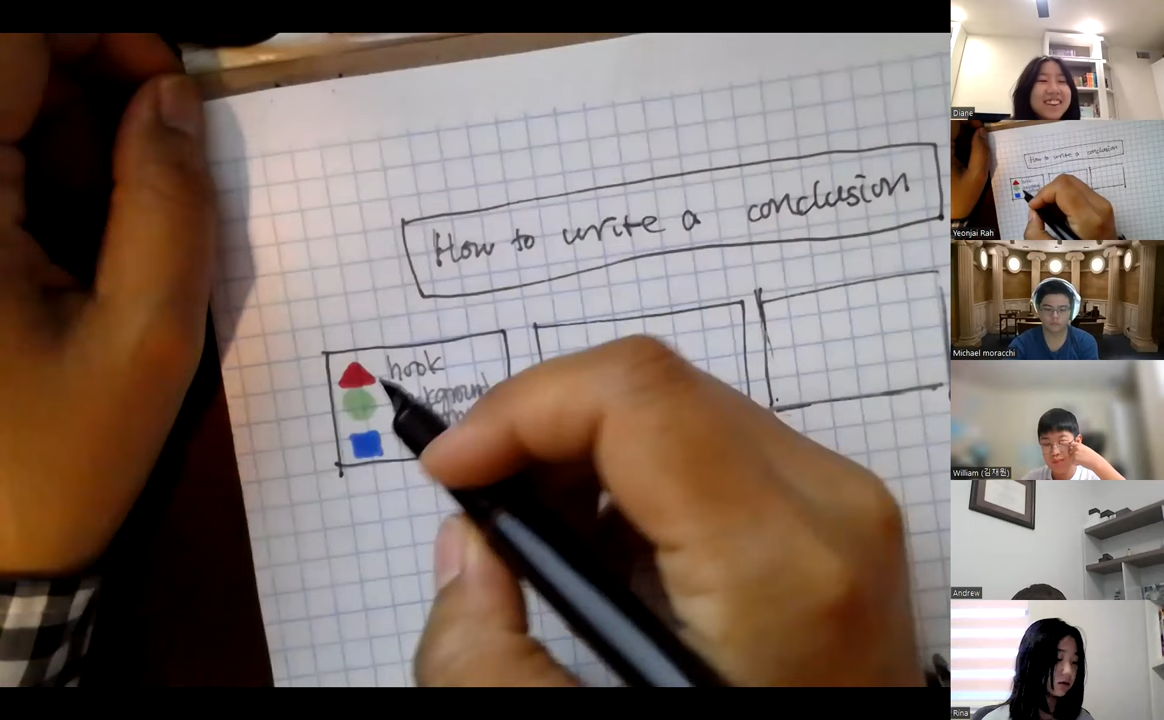 How to write a conclusion
hook
Diane
Yeonjai Rah
Michael moracchi
William (김재원)
Andrew
Rina